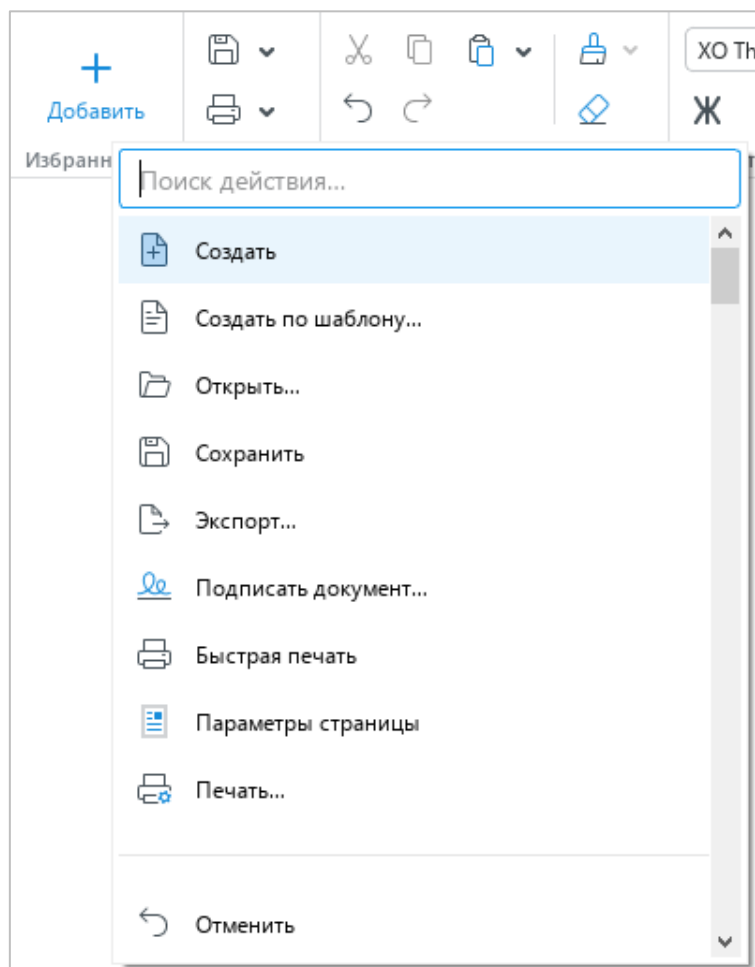 XO Th
Добавить
Ж
Избранн
Поиск действия...
Создать
Создать по шаблону...
Открыть...
Сохранить
Экспорт...
Подписать документ...
Быстрая печать
Параметры страницы
Печать...
Отменить